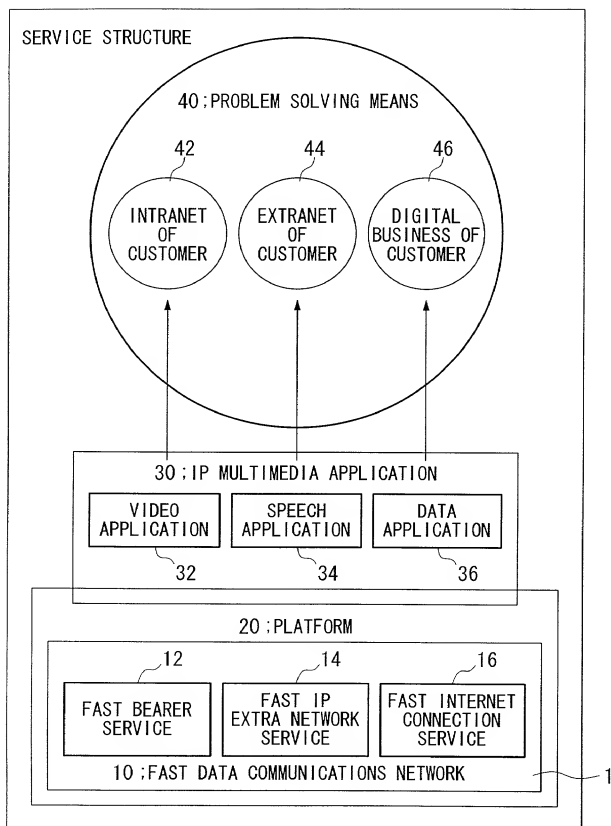 SERVICE STRUCTURE
40;PROBLEM SOLVING MEANS
42
44
46
INTRANET
OF
CUSTOMER
EXTRANET
OF
CUSTOMER
DIGITAL
BUSINESS OF
CUSTOMER
30;IP MULTIMEDIA APPLICATION
VIDEO
APPLICATION
SPEECH
APPLICATION
DATA
APPLICATION
32
34
36
20;PLATFORM
12
14
16
FAST BEARER
SERVICE
FAST IP
EXTRA NETWORK
SERVICE
FAST INTERNET
CONNECTION
SERVICE
10;FAST DATA COMMUNICATIONS NETWORK
1